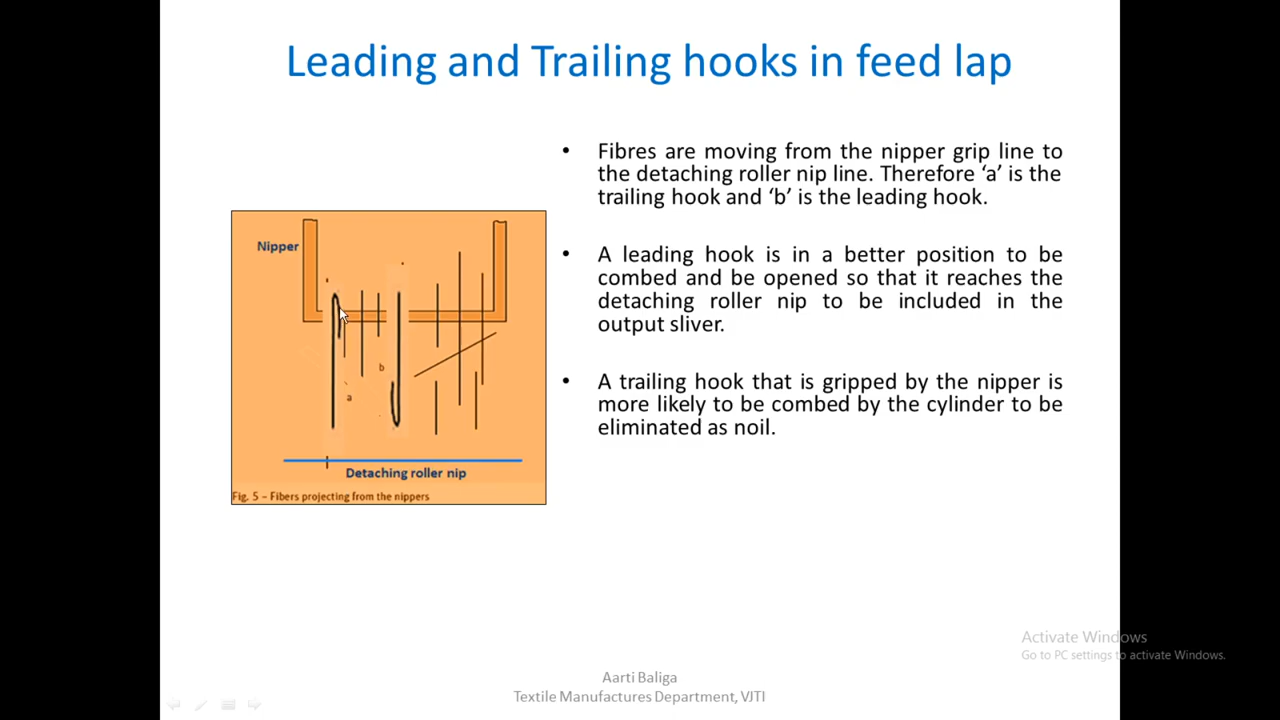 Leading and Trailing hooks in feed lap
• Fibres are moving from the nipper grip line to
the detaching roller nip line. Therefore ‘a’ is the
trailing hook and ‘b’ is the leading hook.
• A leading hook is in a better position to be
combed and be opened so that it reaches the
detaching roller nip to be included in the
output sliver.
• A trailing hook that is gripped by the nipper is
more likely to be combed by the cylinder to be
eliminated as noil.
Nipper
b
a
Detaching roller nip
Fig. 5 – Fibers projecting from the nippers
Activate Windows
Go to PC settings to activate Windows.
Aarti Baliga
Textile Manufactures Department, VJTI